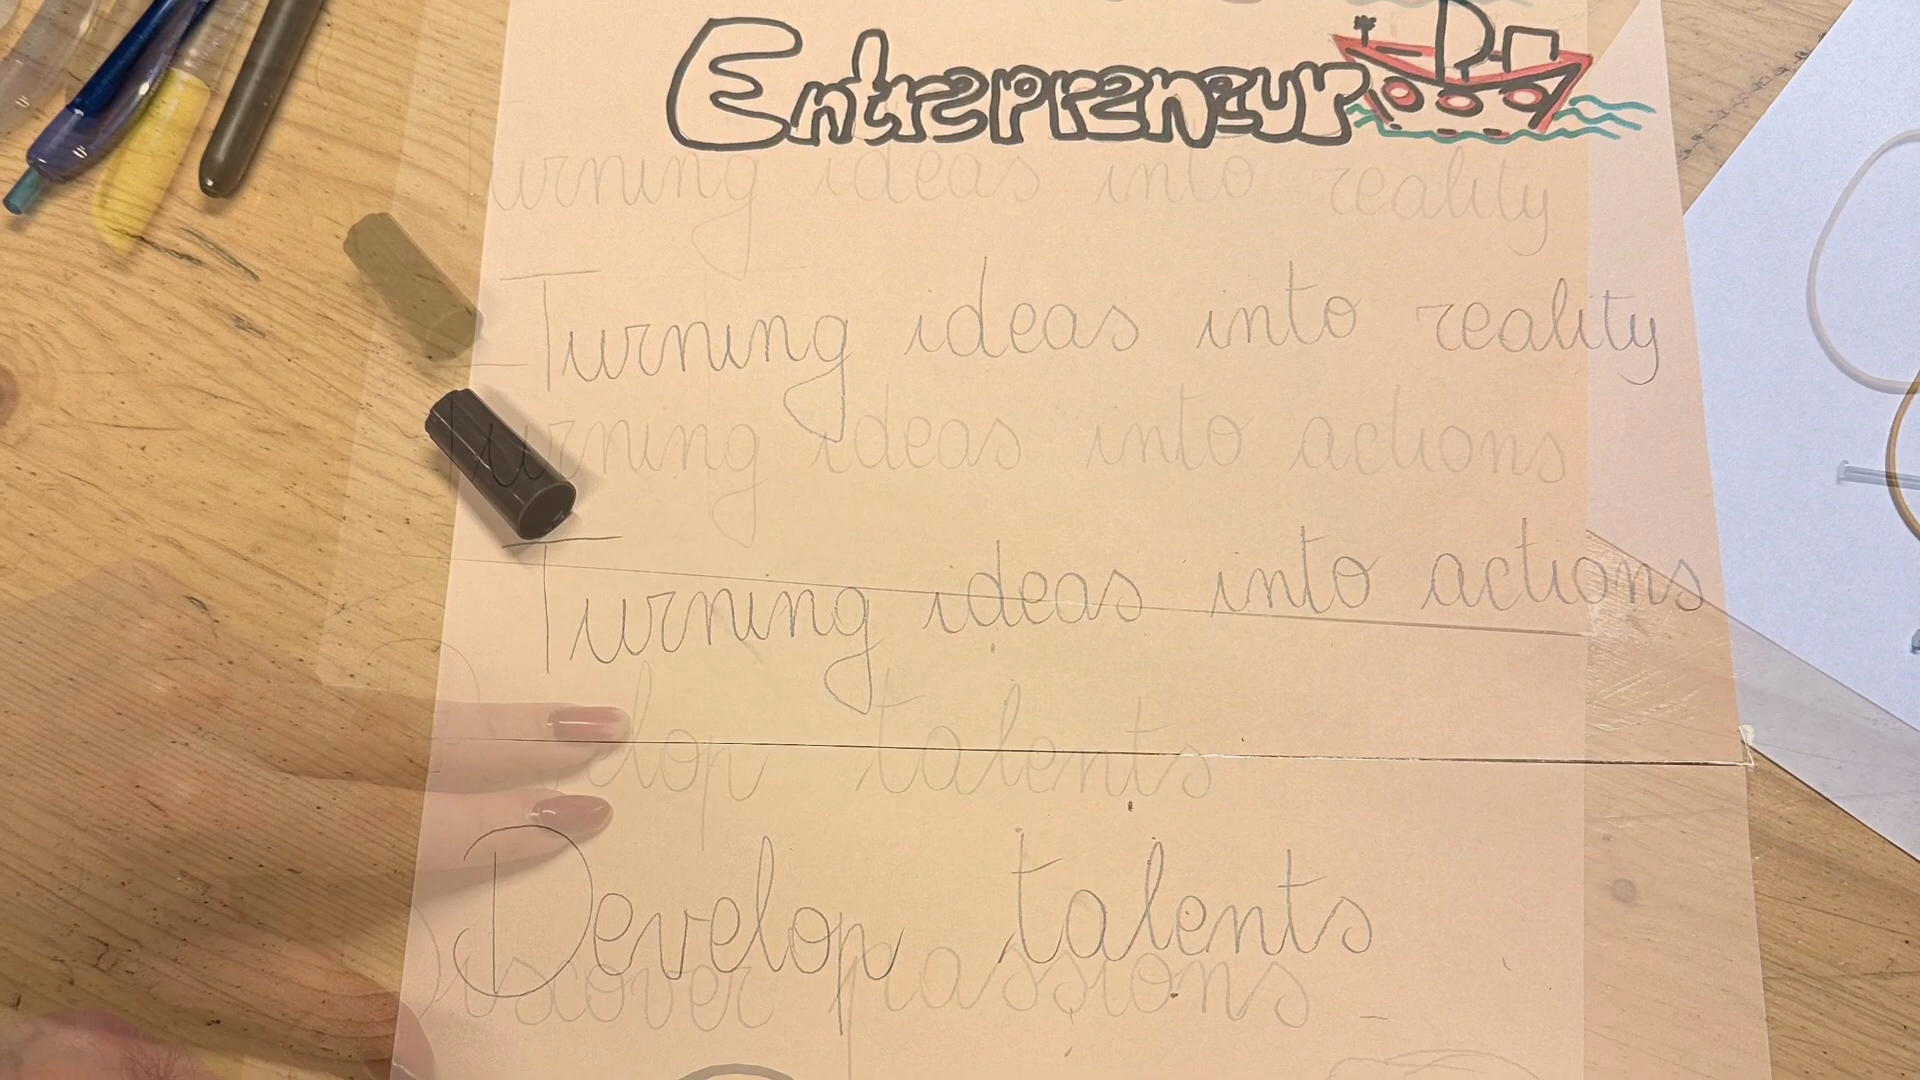 Entrepreneur
Turning ideas into reality
Turning ideas into reality
Turning ideas into actions
Turning ideas into actions
Develop talents
Develop talents
Discover passions